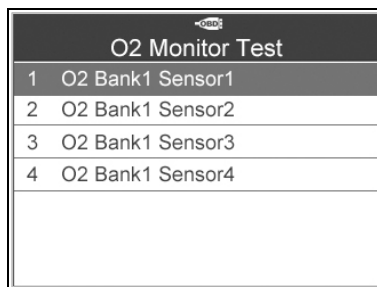 OBD
O2 Monitor Test
1 O2 Bank1 Sensor1
2 O2 Bank1 Sensor2
3 O2 Bank1 Sensor3
4 O2 Bank1 Sensor4